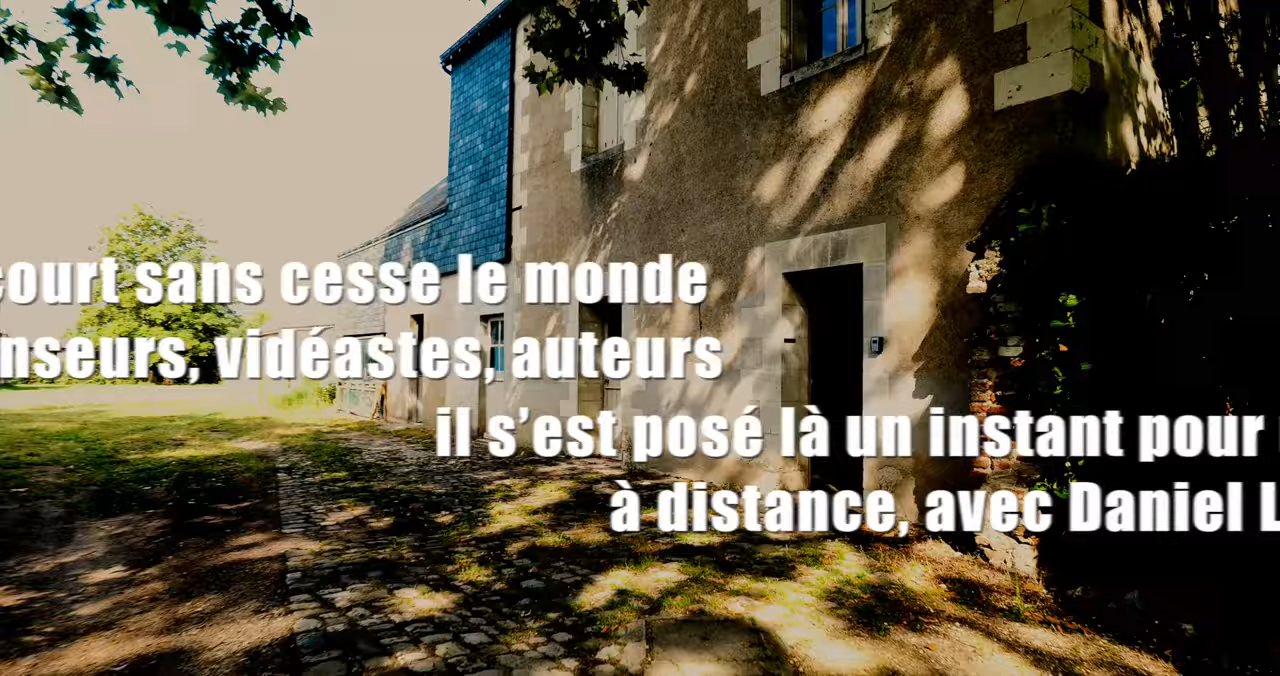 court sans cesse le monde
nseurs, vidéastes, auteurs
il s’est posé là un instant pour
à distance, avec Daniel L